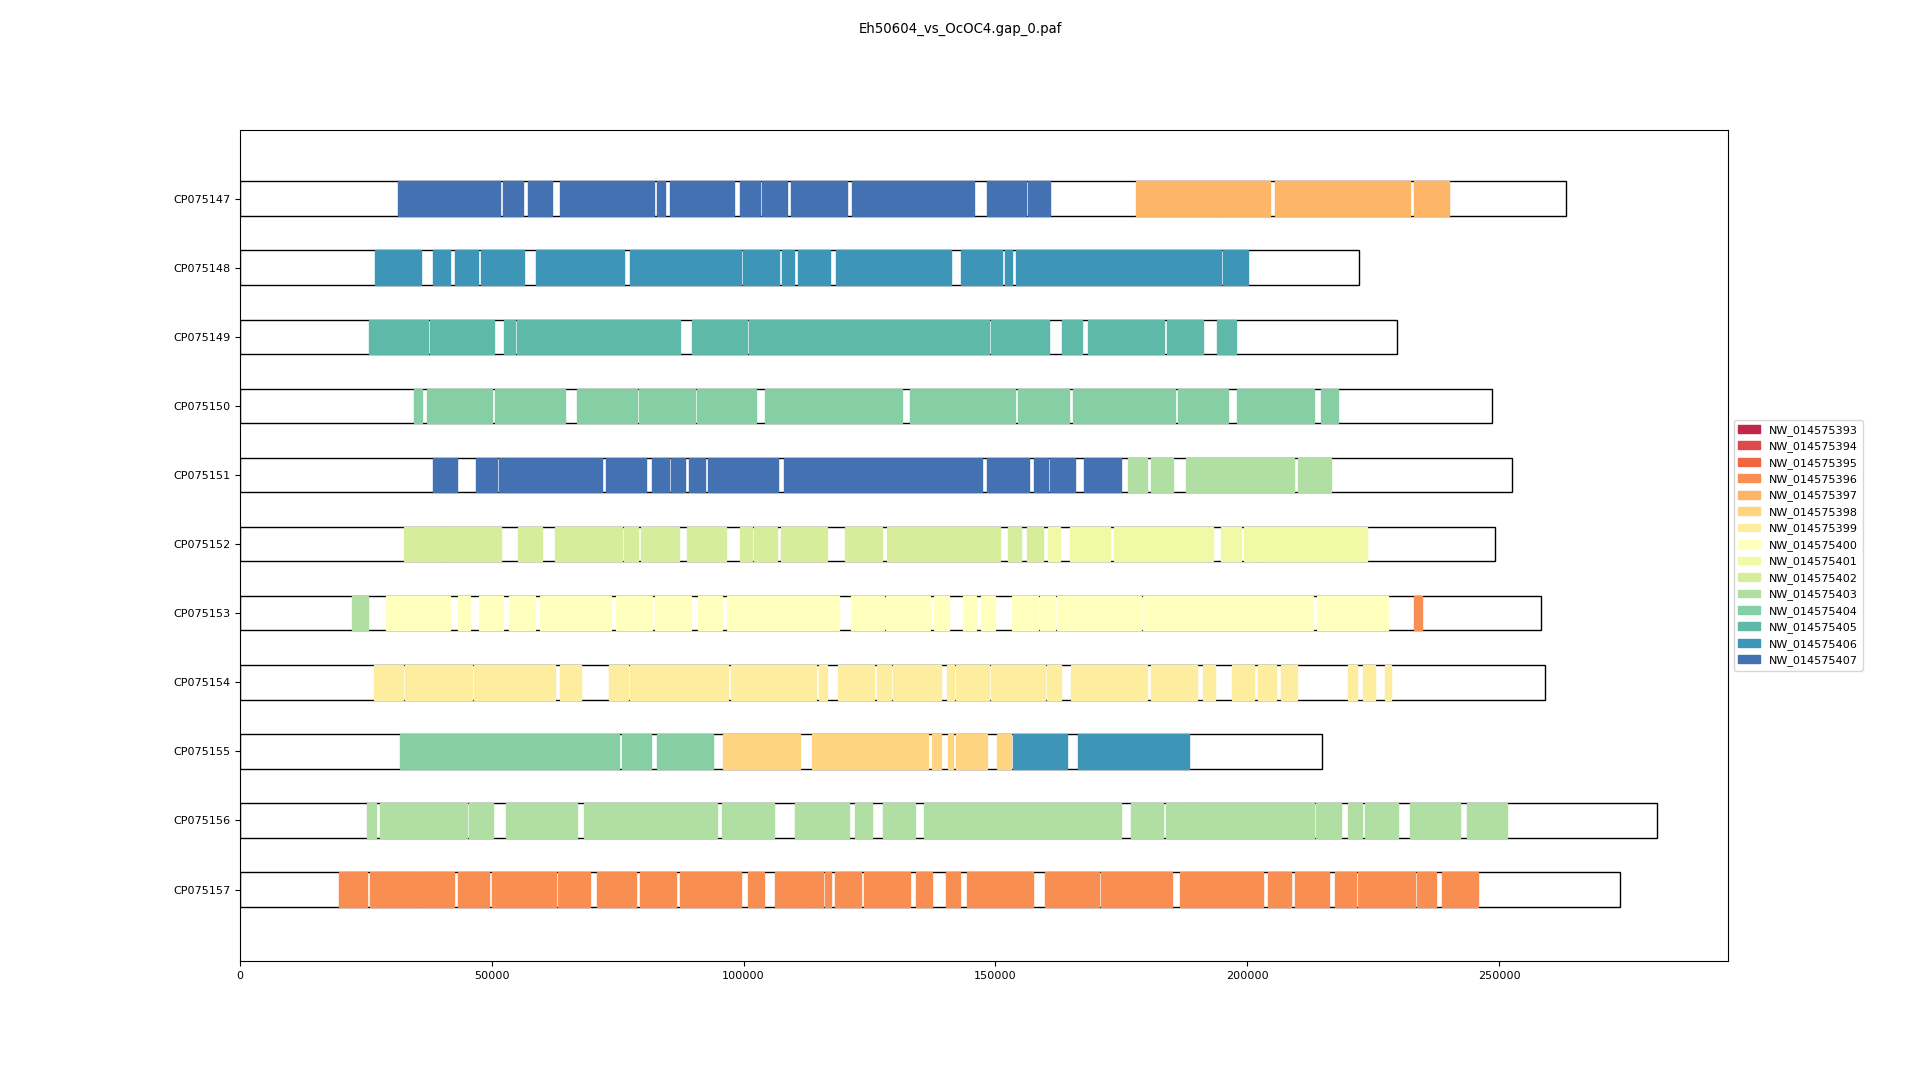 Eh50604_vs_OcOC4.gap_0.paf
CP075147
CP075148
CP075149
CP075150
CP075151
CP075152
CP075153
CP075154
CP075155
CP075156
CP075157
0 50000 100000 150000 200000 250000
NW_014575393
NW_014575394
NW_014575395
NW_014575396
NW_014575397
NW_014575398
NW_014575399
NW_014575400
NW_014575401
NW_014575402
NW_014575403
NW_014575404
NW_014575405
NW_014575406
NW_014575407